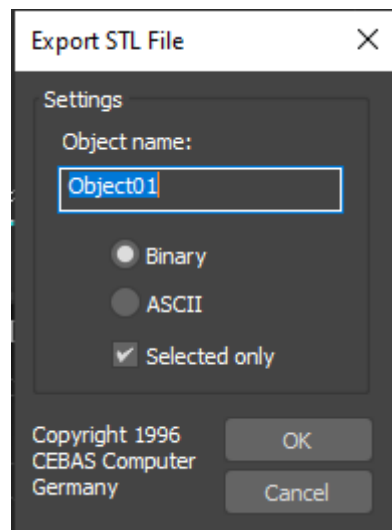 Export STL File
Settings
Object name:
Object01
Binary
ASCII
Selected only
Copyright 1996
CEBAS Computer
Germany
OK
Cancel